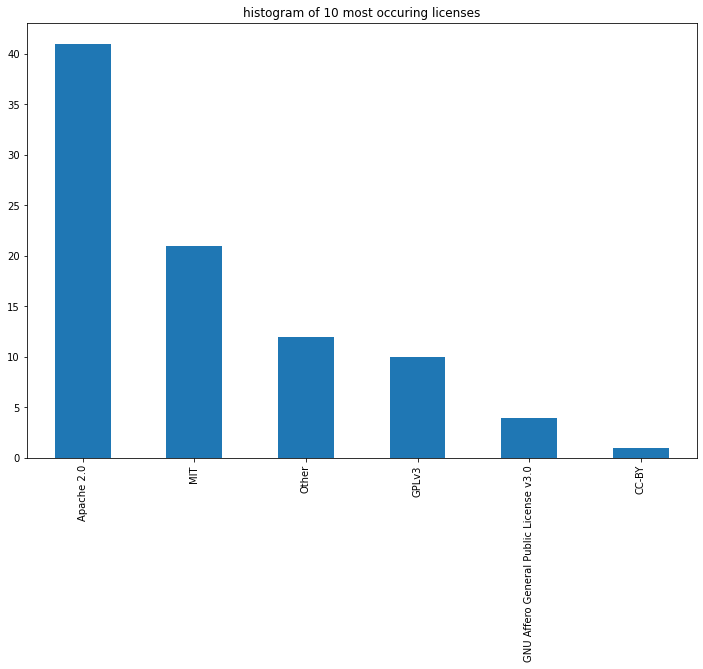 histogram of 10 most occuring licenses
40
35
30
25
20
15
10
5
0
Apache 2.0
MIT
Other
GPLv3
GNU Affero General Public License v3.0
CC-BY